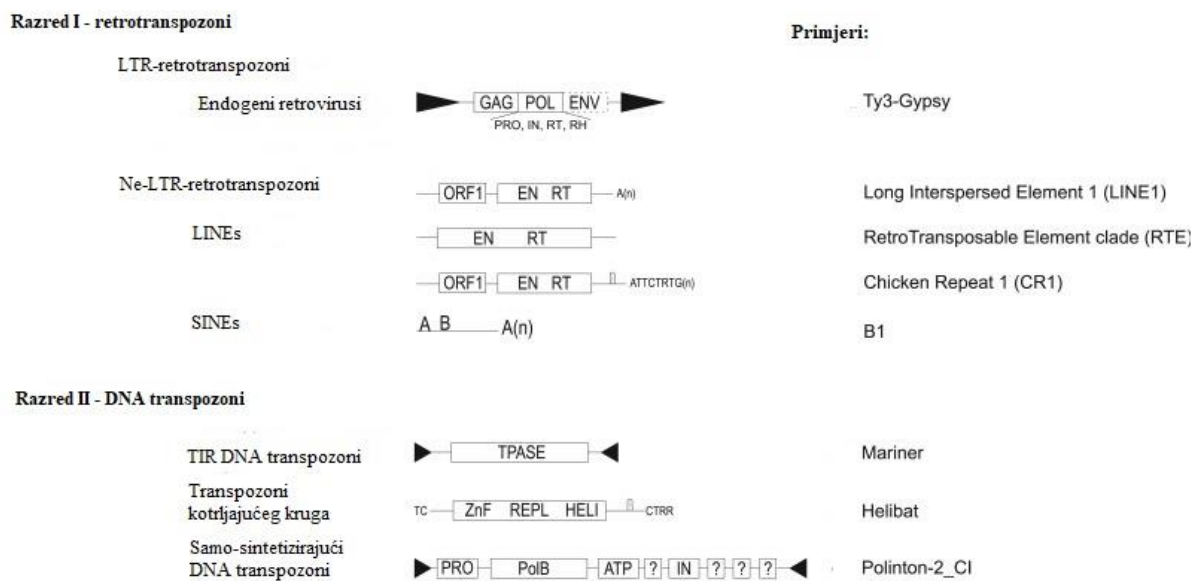 Razred I - retrotranspozoni
Primjeri:
LTR-retrotranspozoni
Endogeni retrovirusi
GAG POL ENV
PRO, IN, RT, RH
Ty3-Gypsy
Ne-LTR-retrotranspozoni
ORF1 EN RT A(n)
Long Interspersed Element 1 (LINE1)
LINEs
EN RT
RetroTransposable Element clade (RTE)
ORF1 EN RT ATTCTRTG(n)
Chicken Repeat 1 (CR1)
SINEs
A B A(n)
B1
Razred II - DNA transpozoni
TIR DNA transpozoni
TPASE
Mariner
Transpozoni
kotrljajućeg kruga
TC ZnF REPL HELI CTRR
Helibat
Samo-sintetizirajući
DNA transpozoni
PRO PolB ATP ? IN ? ? ?
Polinton-2_CI